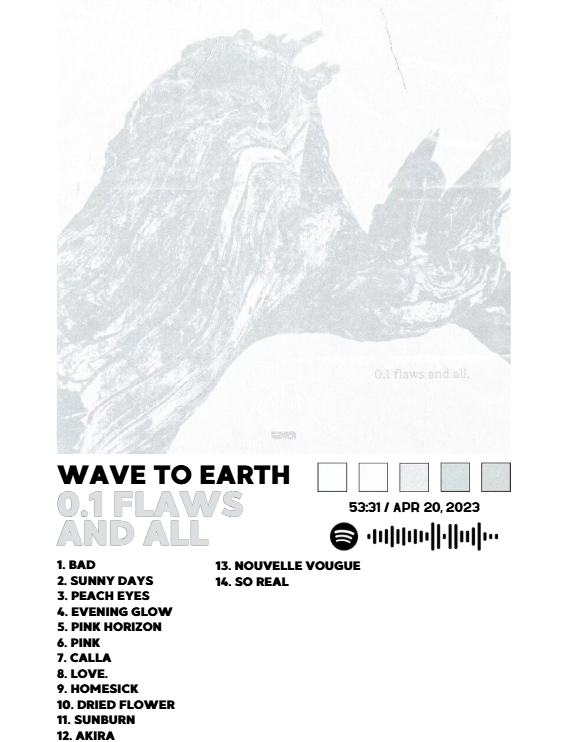 0.1 flaws and all.
WAVE TO EARTH
0.1 FLAWS
AND ALL
53:31 / APR 20, 2023
1. BAD
2. SUNNY DAYS
3. PEACH EYES
4. EVENING GLOW
5. PINK HORIZON
6. PINK
7. CALLA
8. LOVE.
9. HOMESICK
10. DRIED FLOWER
11. SUNBURN
12. AKIRA
13. NOUVELLE VOUGUE
14. SO REAL